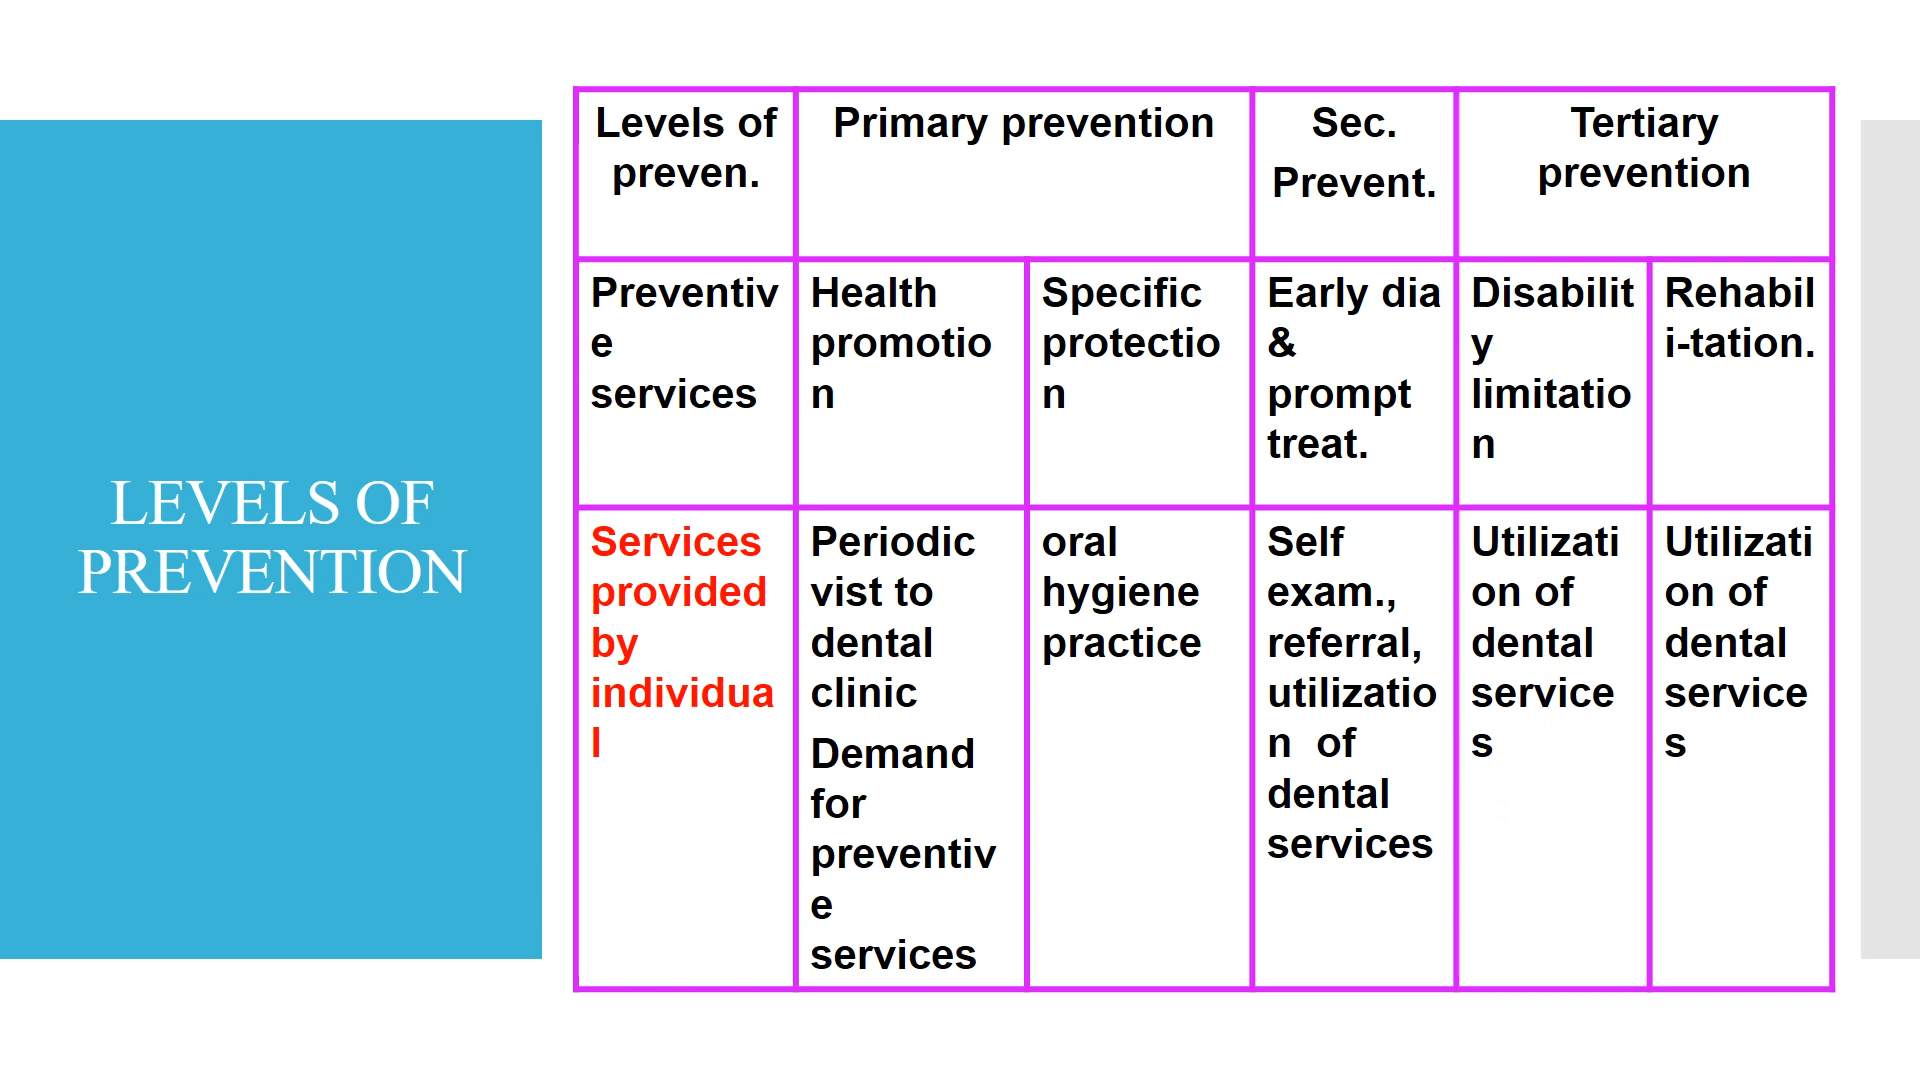 LEVELS OF
PREVENTION
Levels of
preven.
Primary prevention
Sec.
Prevent.
Tertiary
prevention
Preventiv
e
services
Health
promotio
n
Specific
protectio
n
Early dia
&
prompt
treat.
Disabilit
y
limitatio
n
Rehabil
i-tation.
Services
provided
by
individua
l
Periodic
vist to
dental
clinic
Demand
for
preventiv
e
services
oral
hygiene
practice
Self
exam.,
referral,
utilizatio
n of
dental
services
Utilizati
on of
dental
service
s
Utilizati
on of
dental
service
s